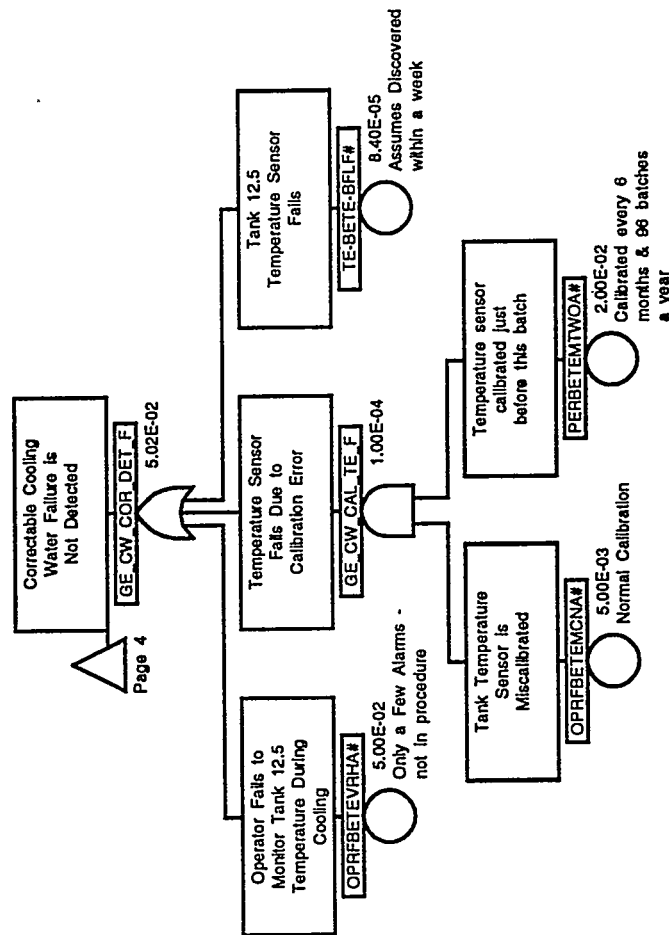 Correctable Cooling
Water Failure is
Not Detected
GE_CW_COR_DET_F
5.02E-02
Page 4
Operator Fails to
Monitor Tank 12.5
Temperature During
Cooling
OPRFBETEVRHA#
5.00E-02
Only a Few Alarms -
not in procedure
Temperature Sensor
Fails Due to
Calibration Error
GE_CW_CAL_TE_F
1.00E-04
Tank 12.5
Temperature Sensor
Fails
TE-BETE-BFLF#
8.40E-05
Assumes Discovered
within a week
Tank Temperature
Sensor is
Miscalibrated
OPRFBETEMCNA#
5.00E-03
Normal Calibration
Temperature sensor
calibrated just
before this batch
PERBETEMTWOA#
2.00E-02
Calibrated every 6
months & 96 batches
a year